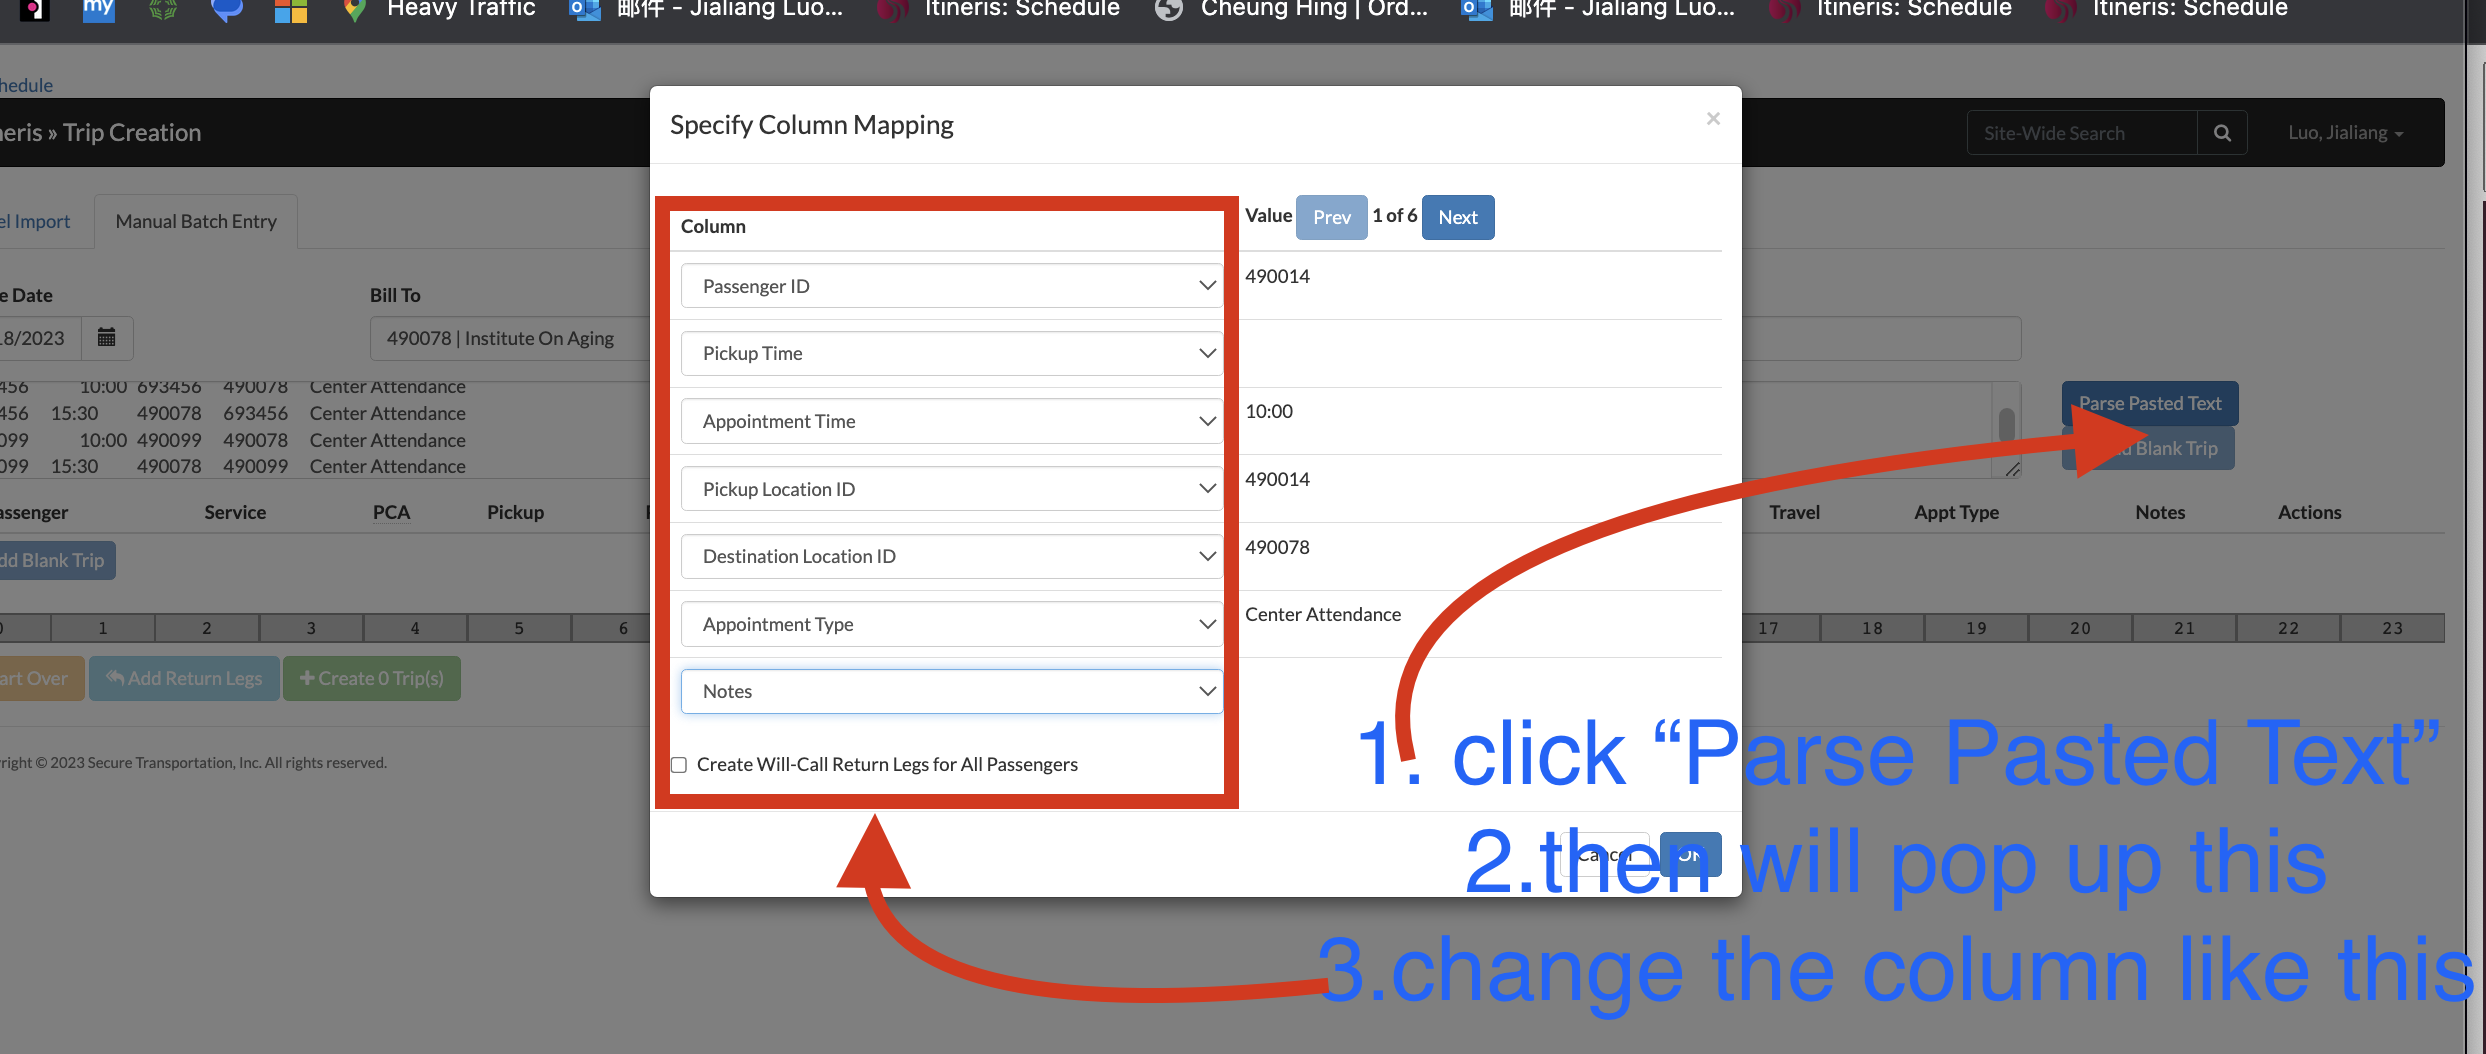 my Heavy Traffic 邮件 - Jialiang Luo... Itineris: Schedule Cheung Hing | Ord... 邮件 - Jialiang Luo... Itineris: Schedule Itineris: Schedule
hedule
eris » Trip Creation
Site-Wide Search
Luo, Jialiang
el Import
Manual Batch Entry
e Date
8/2023
Bill To
490078 | Institute On Aging
456 10:00 693456 490078 Center Attendance
456 15:30 490078 693456 Center Attendance
099 10:00 490099 490078 Center Attendance
099 15:30 490078 490099 Center Attendance
Parse Pasted Text
d Blank Trip
assenger Service PCA Pickup Travel Appt Type Notes Actions
dd Blank Trip
0 1 2 3 4 5 6 17 18 19 20 21 22 23
art Over
Add Return Legs
Create 0 Trip(s)
right © 2023 Secure Transportation, Inc. All rights reserved.
Specify Column Mapping
×
Column
Value Prev 1 of 6 Next
Passenger ID 490014
Pickup Time
Appointment Time 10:00
Pickup Location ID 490014
Destination Location ID 490078
Appointment Type Center Attendance
Notes
Create Will-Call Return Legs for All Passengers
Cancel OK
1. click “Parse Pasted Text”
2.then will pop up this
3.change the column like this